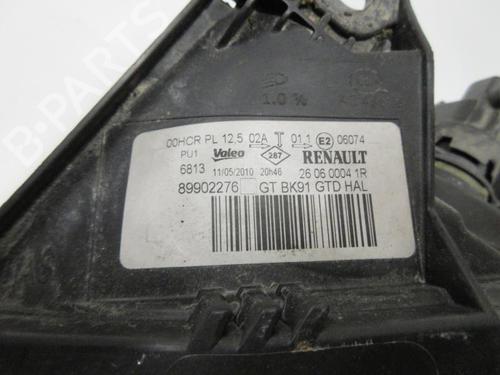 1.0 %
00HCR PL 12,5 02A T 01,1 E2 06074
PU1 Valeo 287 RENAULT
6813 11/05/2010 20h46 26 06 0004 1R
89902276 GT BK91 GTD HAL